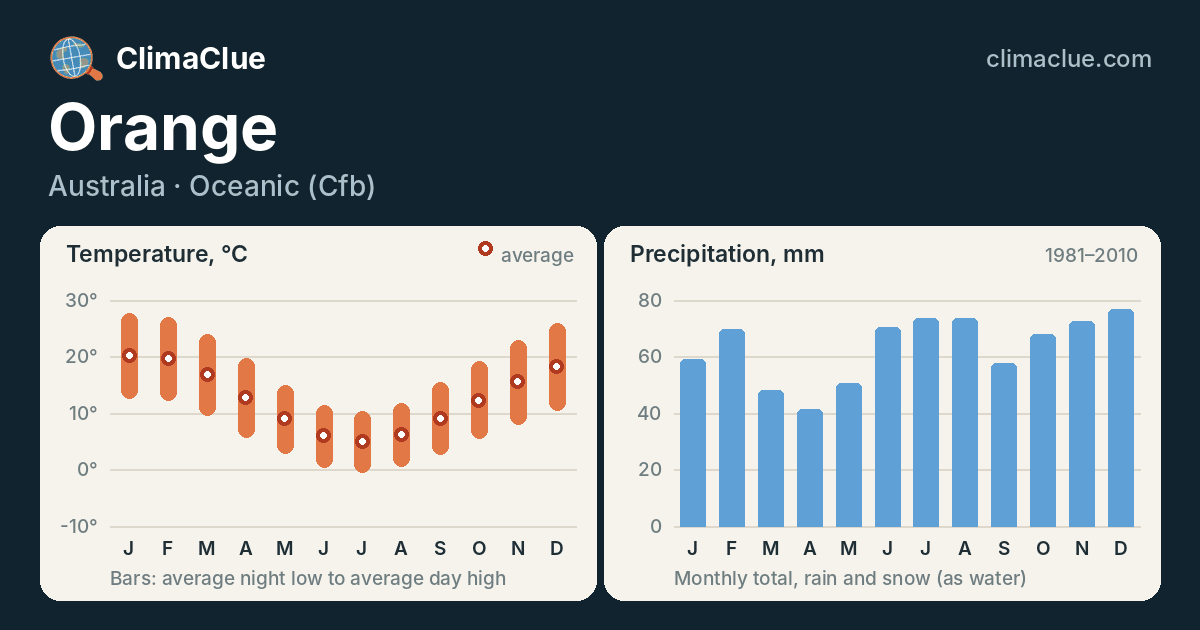 ClimaClue
climaclue.com
Orange
Australia · Oceanic (Cfb)
Temperature, °C
average
30°
20°
10°
0°
-10°
J F M A M J J A S O N D
Bars: average night low to average day high
Precipitation, mm
1981–2010
80
60
40
20
0
J F M A M J J A S O N D
Monthly total, rain and snow (as water)